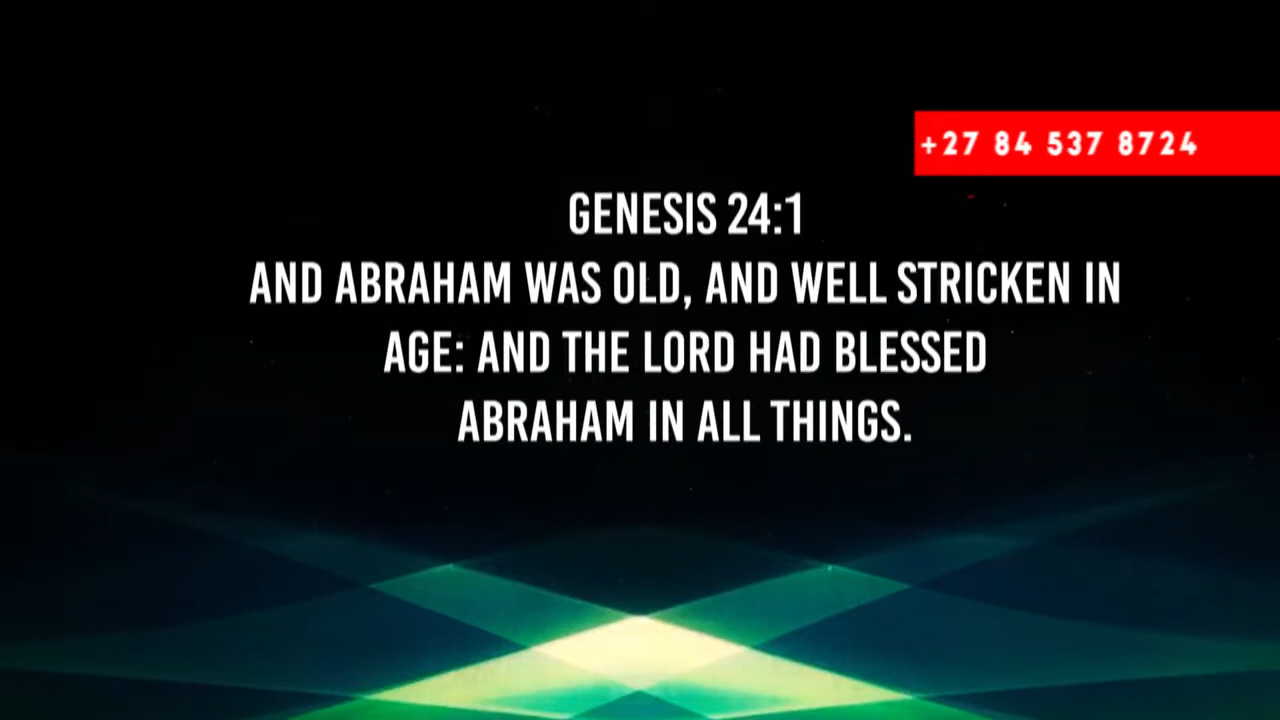 +27 84 537 8724
GENESIS 24:1
AND ABRAHAM WAS OLD, AND WELL STRICKEN IN
AGE: AND THE LORD HAD BLESSED
ABRAHAM IN ALL THINGS.